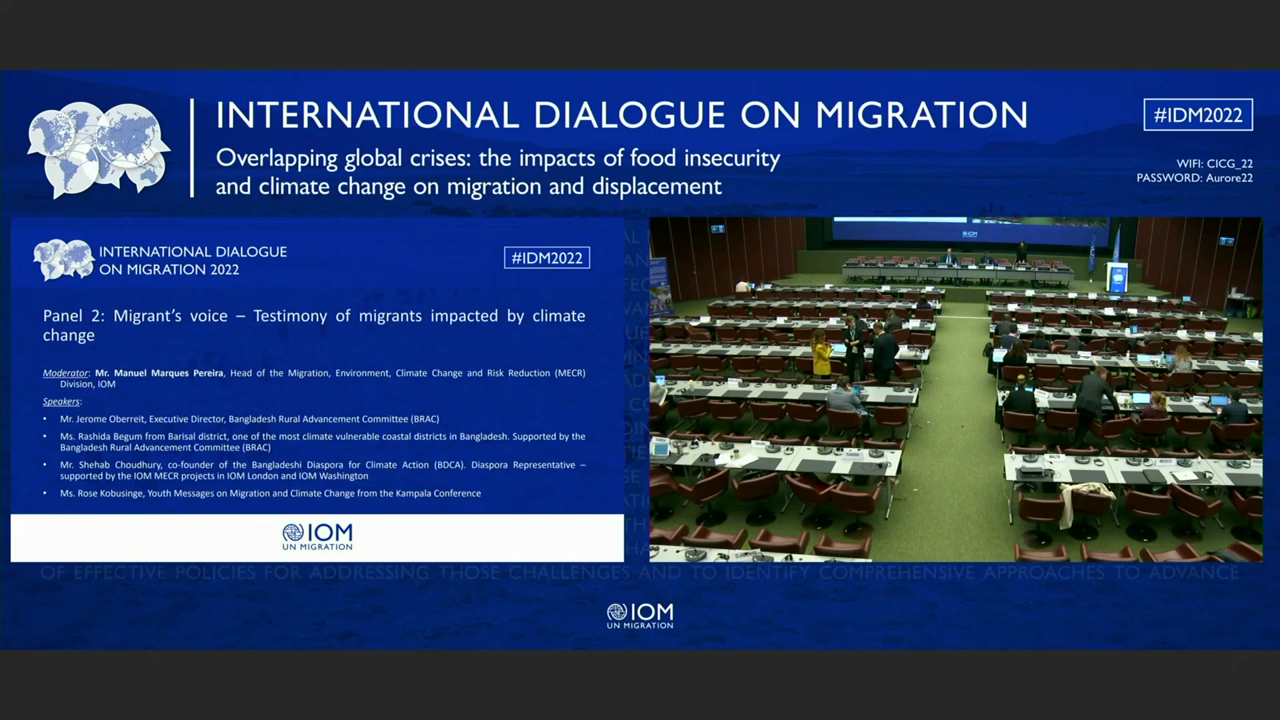 INTERNATIONAL DIALOGUE ON MIGRATION
Overlapping global crises: the impacts of food insecurity
and climate change on migration and displacement
#IDM2022
WIFI: CICG_22
PASSWORD: Aurore22
INTERNATIONAL DIALOGUE
ON MIGRATION 2022
#IDM2022
Panel 2: Migrant's voice – Testimony of migrants impacted by climate
change
Moderator: Mr. Manuel Marques Pereira, Head of the Migration, Environment, Climate Change and Risk Reduction (MECR)
Division, IOM
Speakers:
• Mr. Jerome Oberreit, Executive Director, Bangladesh Rural Advancement Committee (BRAC)
• Ms. Rashida Begum from Barisal district, one of the most climate vulnerable coastal districts in Bangladesh. Supported by the
Bangladesh Rural Advancement Committee (BRAC)
• Mr. Shehab Choudhury, co-founder of the Bangladeshi Diaspora for Climate Action (BDCA). Diaspora Representative –
supported by the IOM MECR projects in IOM London and IOM Washington
• Ms. Rose Kobusinge, Youth Messages on Migration and Climate Change from the Kampala Conference
IOM
UN MIGRATION
OF EFFECTIVE POLICIES FOR ADDRESSING THOSE CHALLENGES AND TO IDENTIFY COMPREHENSIVE APPROACHES TO ADVANCE
IOM
UN MIGRATION